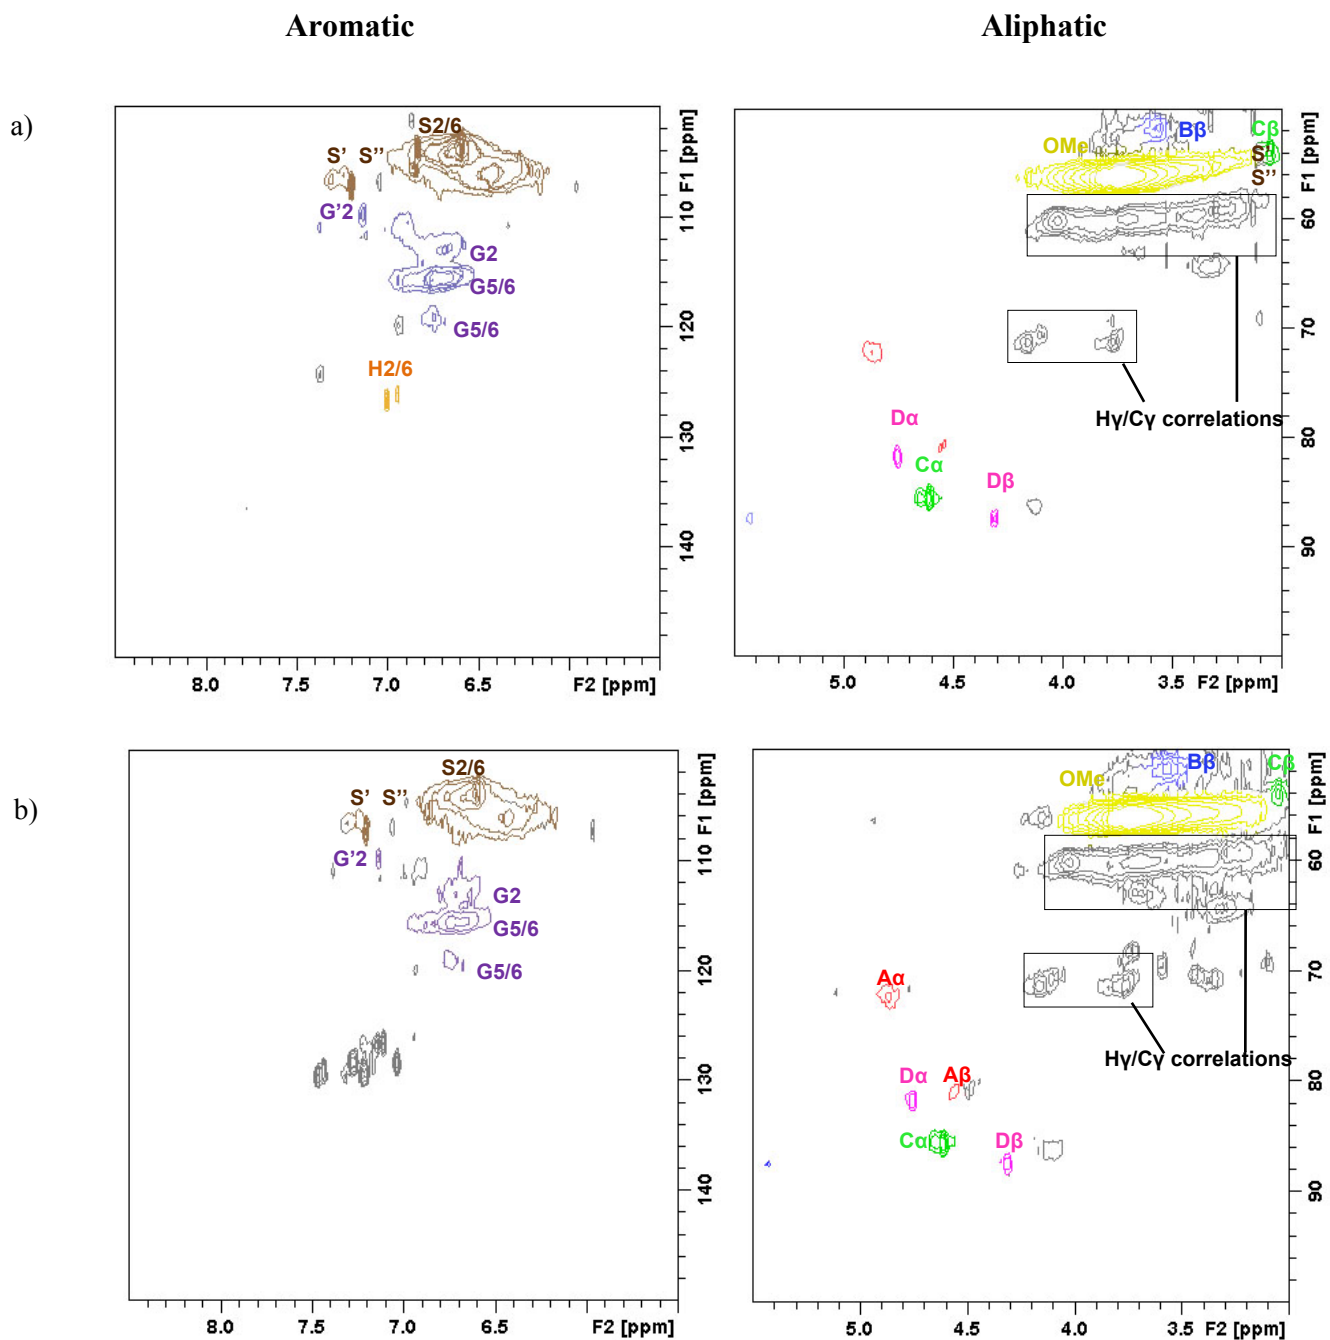 Aromatic
Aliphatic
a)
S2/6
S'
S''
G'2
G2
G5/6
G5/6
H2/6
110
120
130
140
F1 [ppm]
8.0
7.5
7.0
6.5
F2 [ppm]
OMe
Bβ
Cβ
S'
S''
Hγ/Cγ correlations
Dα
Cα
Dβ
60
70
80
90
F1 [ppm]
5.0
4.5
4.0
3.5
F2 [ppm]
b)
S2/6
S'
S''
G'2
G2
G5/6
G5/6
110
120
130
140
F1 [ppm]
8.0
7.5
7.0
6.5
F2 [ppm]
OMe
Bβ
Cβ
Aα
Hγ/Cγ correlations
Dα
Aβ
Cα
Dβ
60
70
80
90
F1 [ppm]
5.0
4.5
4.0
3.5
F2 [ppm]